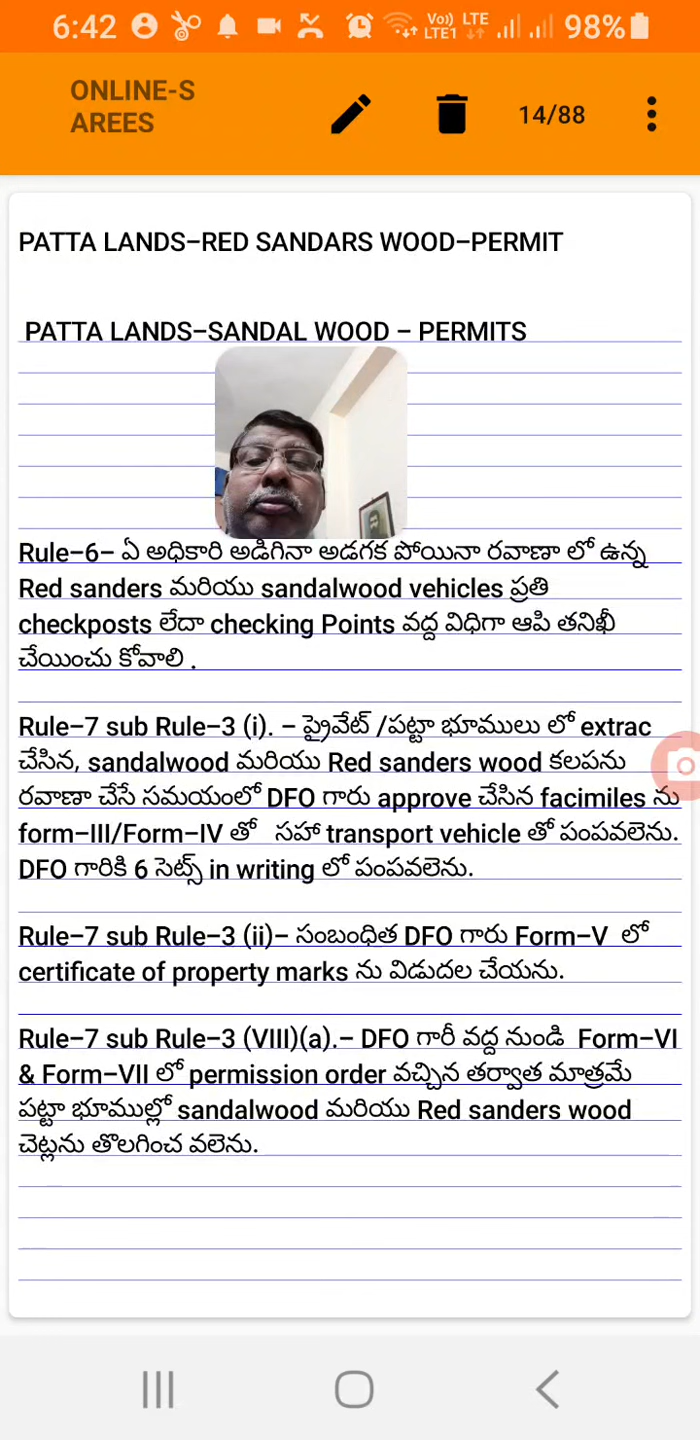 6:42
Vo)
LTE1
LTE
98%
ONLINE-S
AREES
14/88
PATTA LANDS–RED SANDARS WOOD–PERMIT
PATTA LANDS–SANDAL WOOD – PERMITS
Rule–6– ఏ అధికారి అడిగినా అడగక పోయినా రవాణా లో ఉన్న
Red sanders మరియు sandalwood vehicles ప్రతి
checkposts లేదా checking Points వద్ద విధిగా ఆపి తనిఖీ
చేయించు కోవాలి .
Rule–7 sub Rule–3 (i). – ప్రైవేట్ /పట్టా భూములు లో extrac
చేసిన, sandalwood మరియు Red sanders wood కలపను
రవాణా చేసే సమయంలో DFO గారు approve చేసిన facimiles ను
form–III/Form–IV తో సహా transport vehicle తో పంపవలెను.
DFO గారికి 6 సెట్స్ in writing లో పంపవలెను.
Rule–7 sub Rule–3 (ii)– సంబంధిత DFO గారు Form–V లో
certificate of property marks ను విడుదల చేయను.
Rule–7 sub Rule–3 (VIII)(a).– DFO గారీ వద్ద నుండి Form–VI
& Form–VII లో permission order వచ్చిన తర్వాత మాత్రమే
పట్టా భూముల్లో sandalwood మరియు Red sanders wood
చెట్లను తొలగించ వలెను.